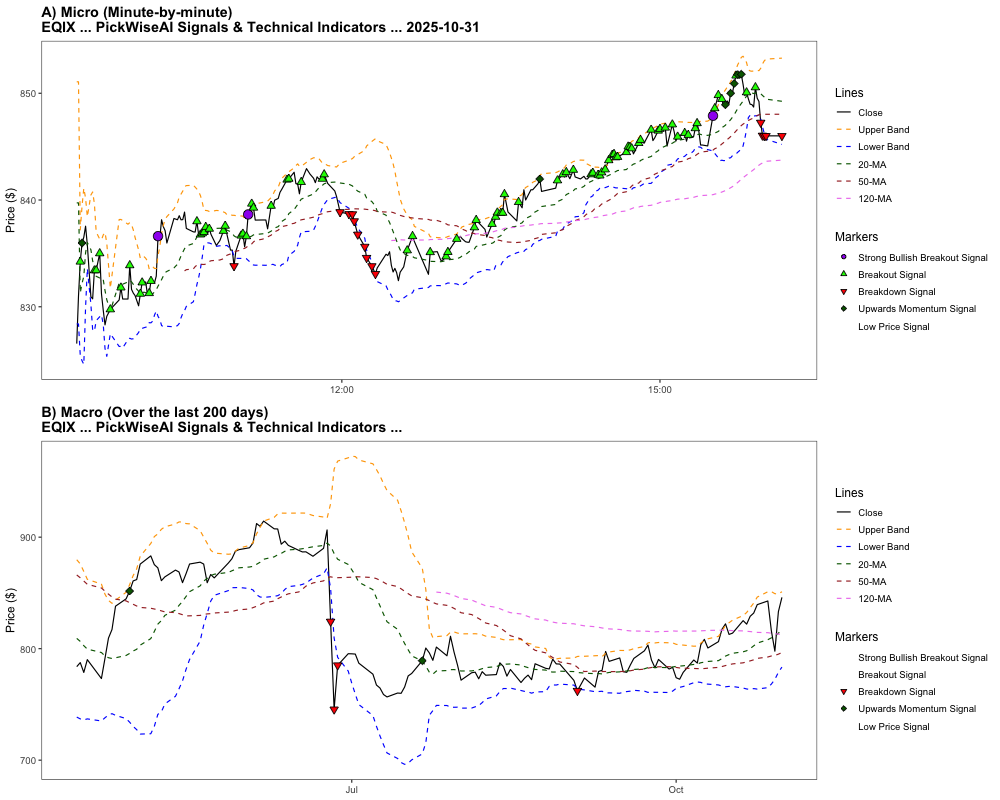 A) Micro (Minute-by-minute)
EQIX ... PickWiseAI Signals & Technical Indicators ... 2025-10-31
Price ($)
850
840
830
12:00
15:00
Lines
Close
Upper Band
Lower Band
20-MA
50-MA
120-MA
Markers
Strong Bullish Breakout Signal
Breakout Signal
Breakdown Signal
Upwards Momentum Signal
Low Price Signal
B) Macro (Over the last 200 days)
EQIX ... PickWiseAI Signals & Technical Indicators ...
Price ($)
900
800
700
Jul
Oct
Lines
Close
Upper Band
Lower Band
20-MA
50-MA
120-MA
Markers
Strong Bullish Breakout Signal
Breakout Signal
Breakdown Signal
Upwards Momentum Signal
Low Price Signal